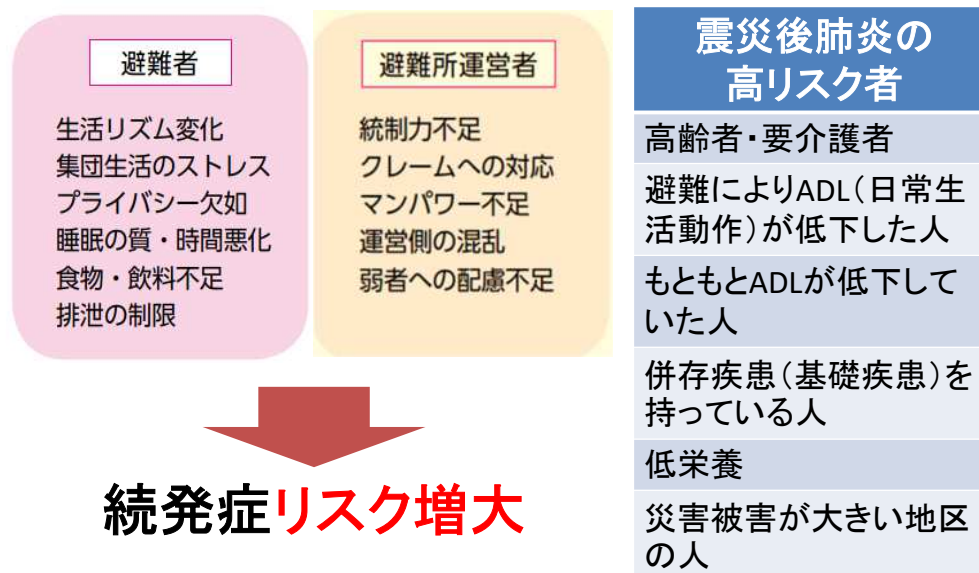 避難者
生活リズム変化
集団生活のストレス
プライバシー欠如
睡眠の質・時間悪化
食物・飲料不足
排泄の制限
避難所運営者
統制力不足
クレームへの対応
マンパワー不足
運営側の混乱
弱者への配慮不足
続発症リスク増大
震災後肺炎の
高リスク者
高齢者・要介護者
避難によりADL(日常生
活動作)が低下した人
もともとADLが低下して
いた人
併存疾患(基礎疾患)を
持っている人
低栄養
災害被害が大きい地区
の人